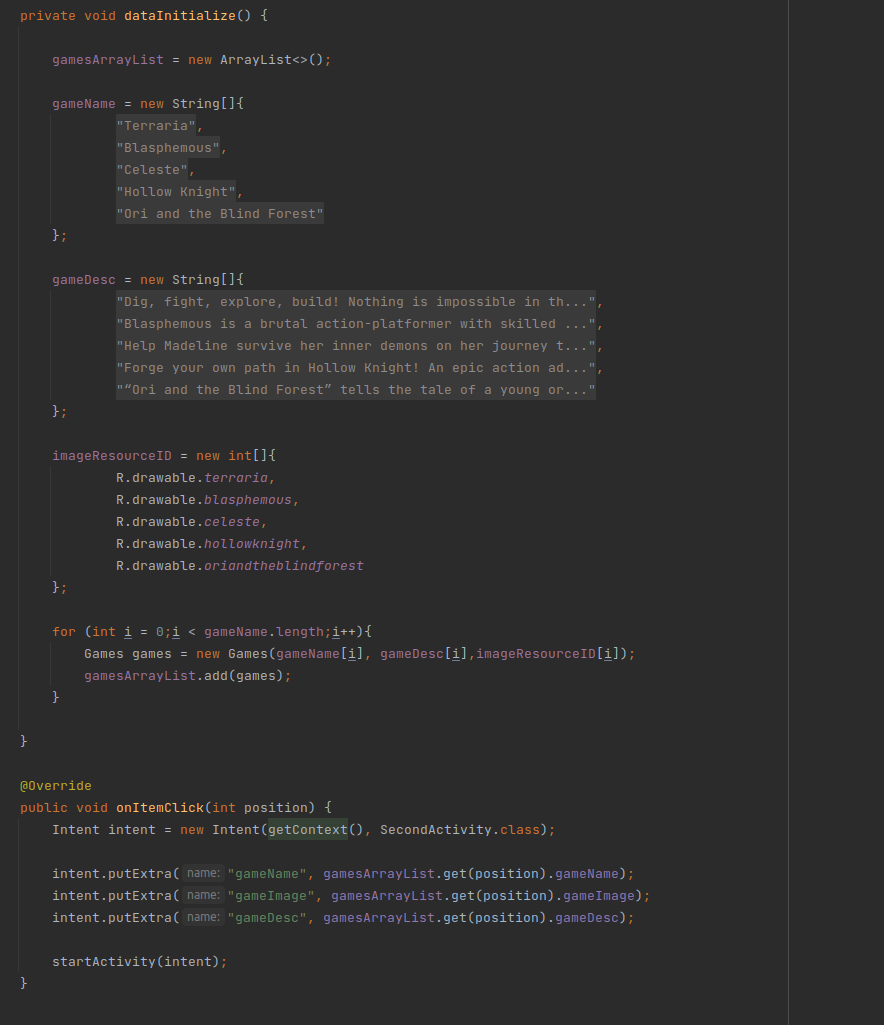 private void dataInitialize() {
gamesArrayList = new ArrayList<>();
gameName = new String[]{
"Terraria",
"Blasphemous",
"Celeste",
"Hollow Knight",
"Ori and the Blind Forest"
};
gameDesc = new String[]{
"Dig, fight, explore, build! Nothing is impossible in th...",
"Blasphemous is a brutal action-platformer with skilled ...",
"Help Madeline survive her inner demons on her journey t...",
"Forge your own path in Hollow Knight! An epic action ad...",
"“Ori and the Blind Forest” tells the tale of a young or..."
};
imageResourceID = new int[]{
R.drawable.terraria,
R.drawable.blasphemous,
R.drawable.celeste,
R.drawable.hollowknight,
R.drawable.oriandtheblindforest
};
for (int i = 0;i < gameName.length;i++){
Games games = new Games(gameName[i], gameDesc[i],imageResourceID[i]);
gamesArrayList.add(games);
}
}
@Override
public void onItemClick(int position) {
Intent intent = new Intent(getContext(), SecondActivity.class);
intent.putExtra( name: "gameName", gamesArrayList.get(position).gameName);
intent.putExtra( name: "gameImage", gamesArrayList.get(position).gameImage);
intent.putExtra( name: "gameDesc", gamesArrayList.get(position).gameDesc);
startActivity(intent);
}